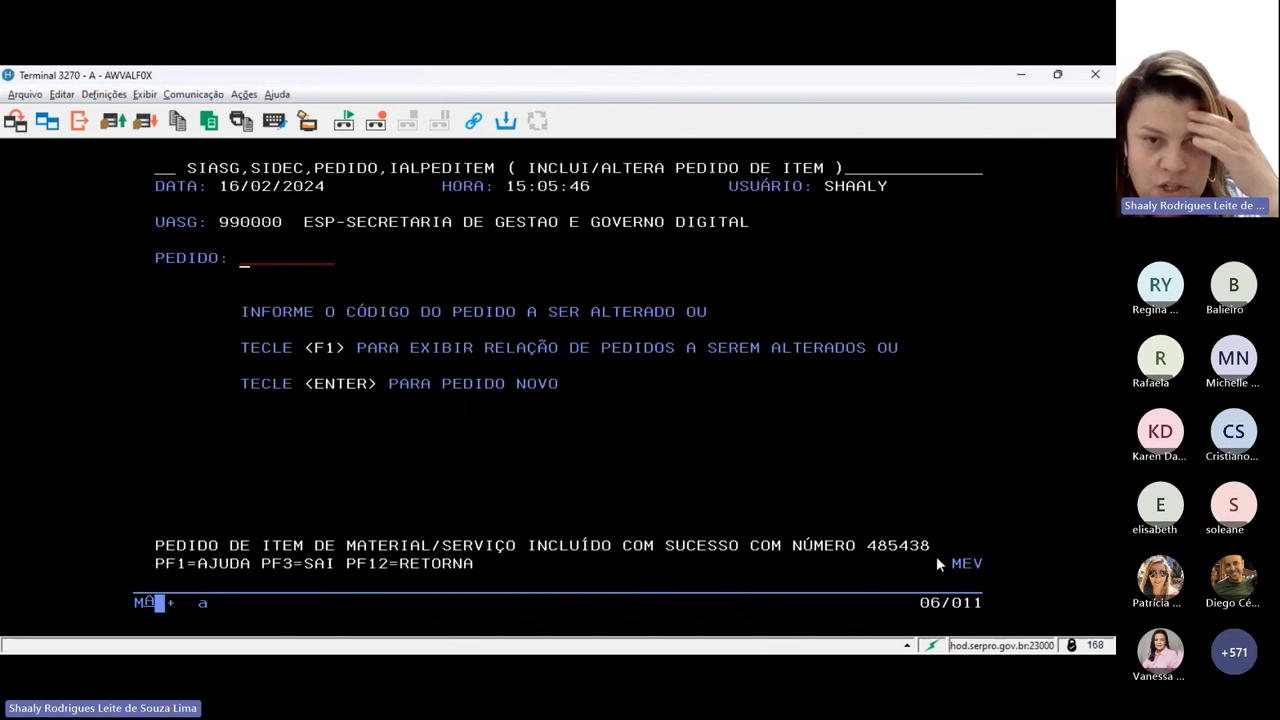 Terminal 3270 - A - AWVALF0X
Arquivo Editar Definições Exibir Comunicação Ações Ajuda
__ SIASG,SIDEC,PEDIDO,IALPEDITEM ( INCLUI/ALTERA PEDIDO DE ITEM )_____________
DATA: 16/02/2024 HORA: 15:05:46 USUÁRIO: SHAALY
UASG: 990000 ESP-SECRETARIA DE GESTAO E GOVERNO DIGITAL
PEDIDO: _________
INFORME O CÓDIGO DO PEDIDO A SER ALTERADO OU
TECLE <F1> PARA EXIBIR RELAÇÃO DE PEDIDOS A SEREM ALTERADOS OU
TECLE <ENTER> PARA PEDIDO NOVO
PEDIDO DE ITEM DE MATERIAL/SERVIÇO INCLUÍDO COM SUCESSO COM NÚMERO 485438
PF1=AJUDA PF3=SAI PF12=RETORNA MEV
MA + a 06/011
hod.serpro.gov.br:23000 168
Shaaly Rodrigues Leite de Souza Lima
Shaaly Rodrigues Leite de ...
RY B
Regina ... Balieiro
R MN
Rafaela Michelle ...
KD CS
Karen Da... Cristiano...
E S
elisabeth soleane
Patrícia ... Diego Cé...
Vanessa ... +571